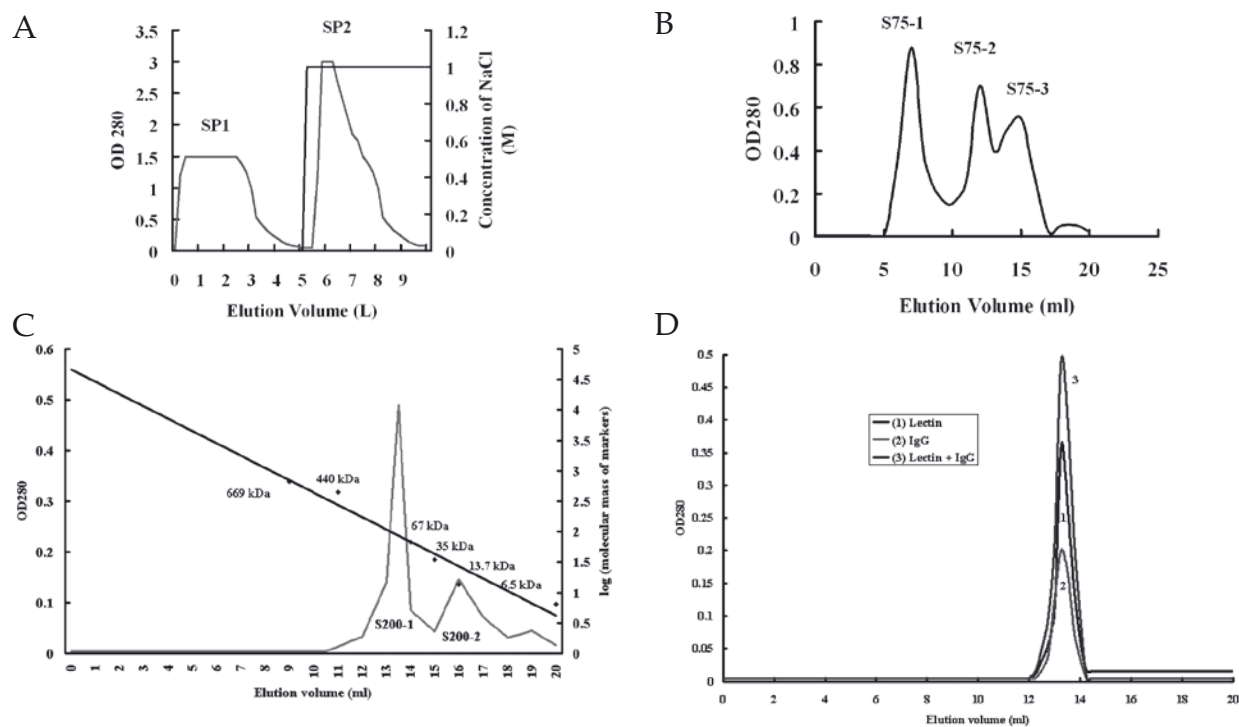 A
SP2
SP1
3.5
3
2.5
2
1.5
1
0.5
0
OD 280
1.2
1
0.8
0.6
0.4
0.2
0
Concentration of NaCl
(M)
0 1 2 3 4 5 6 7 8 9
Elution Volume (L)
B
S75-1
S75-2
S75-3
1
0.8
0.6
0.4
0.2
0
OD280
0 5 10 15 20 25
Elution Volume (ml)
C
0.6
0.5
0.4
0.3
0.2
0.1
0
OD280
669 kDa
440 kDa
67 kDa
35 kDa
13.7 kDa
6.5 kDa
S200-1
S200-2
5
4.5
4
3.5
3
2.5
2
1.5
1
0.5
0
log (molecular mass of markers)
0 1 2 3 4 5 6 7 8 9 11 12 13 14 15 16 17 18 19 20
Elution volume (ml)
D
0.5
0.45
0.4
0.35
0.3
0.25
0.2
0.15
0.1
0.05
0
OD280
(1) Lectin
(2) IgG
(3) Lectin + IgG
3
1
2
0 2 4 6 8 10 12 14 16 18 20
Elution volume (ml)